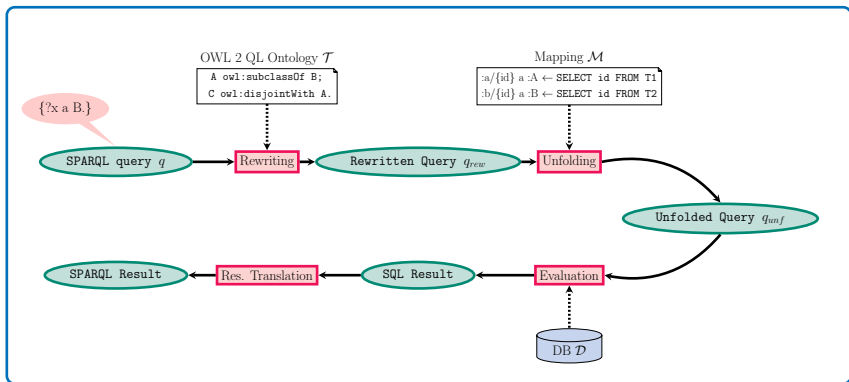 OWL 2 QL Ontology 𝒯
A owl:subclassOf B;
C owl:disjointWith A.
Mapping ℳ
:a/{id} a :A ← SELECT id FROM T1
:b/{id} a :B ← SELECT id FROM T2
{?x a B.}
SPARQL query q
Rewriting
Rewritten Query q_rew
Unfolding
Unfolded Query q_unf
SPARQL Result
Res. Translation
SQL Result
Evaluation
DB 𝒟